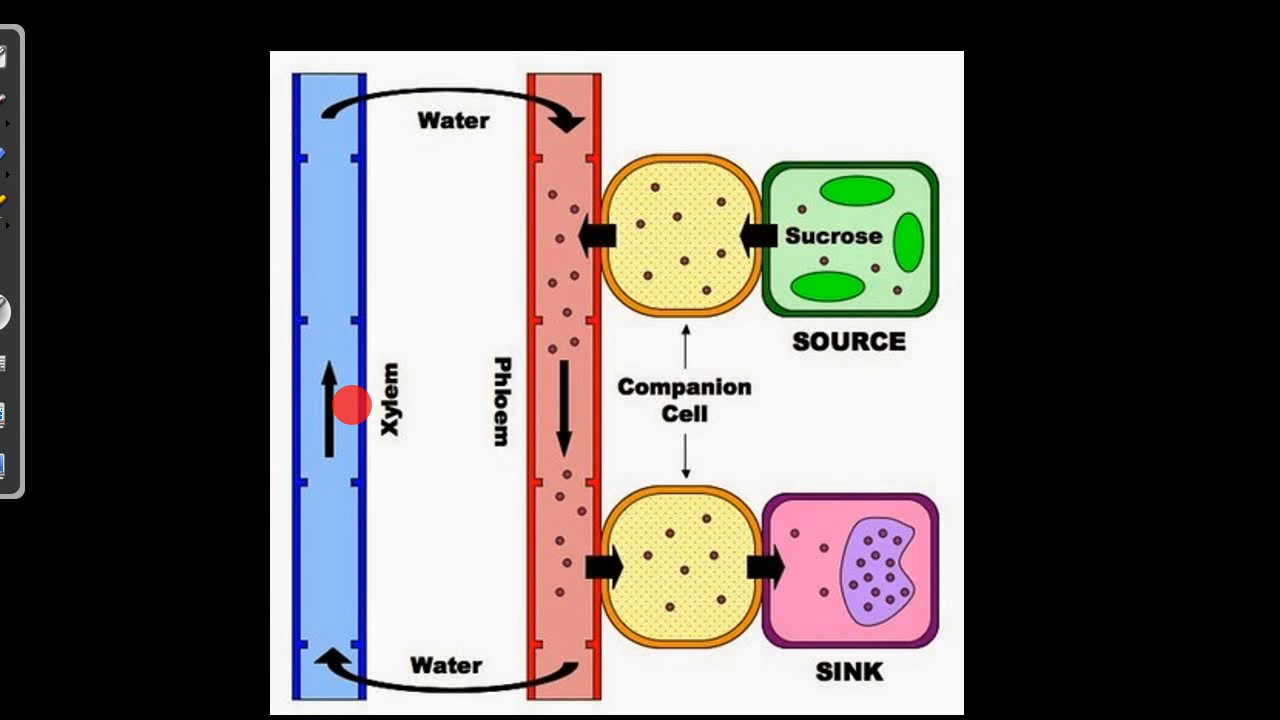 Water
Sucrose
SOURCE
Xylem
Phloem
Companion
Cell
Water
SINK